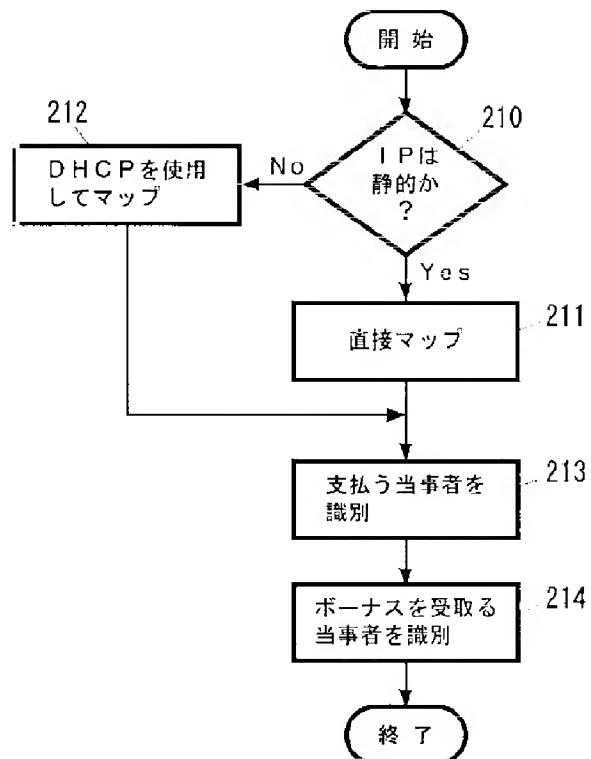 開始
212
210
DHCPを使用
してマップ
No
IPは
静的か
?
Yes
211
直接マップ
支払う当事者を
識別
213
ボーナスを受取る
当事者を識別
214
終了